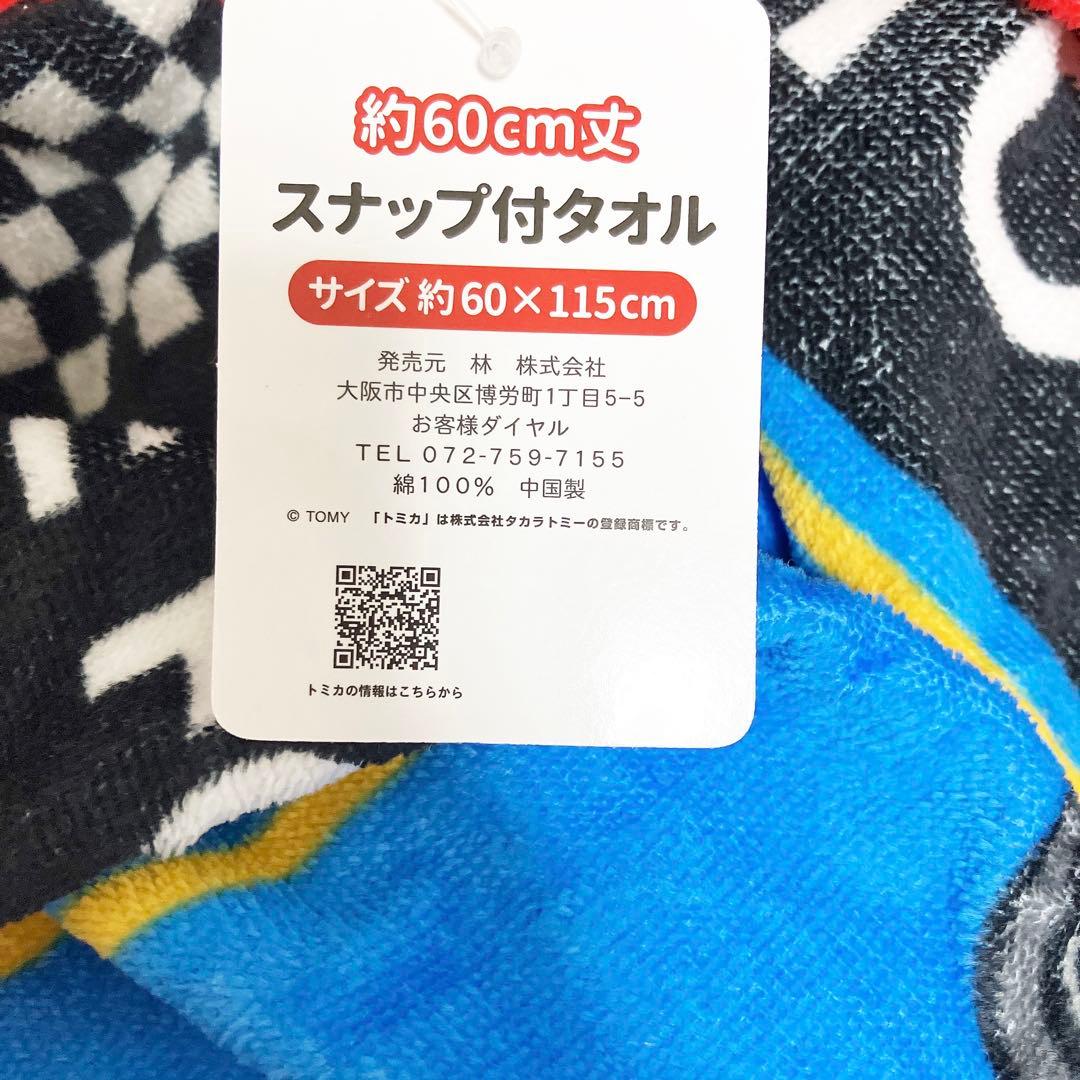 約60cm丈
スナップ付タオル
サイズ 約60×115cm
発売元 林 株式会社
大阪市中央区博労町1丁目5-5
お客様ダイヤル
TEL 072-759-7155
綿100% 中国製
© TOMY 「トミカ」は株式会社タカラトミーの登録商標です。
トミカの情報はこちらから